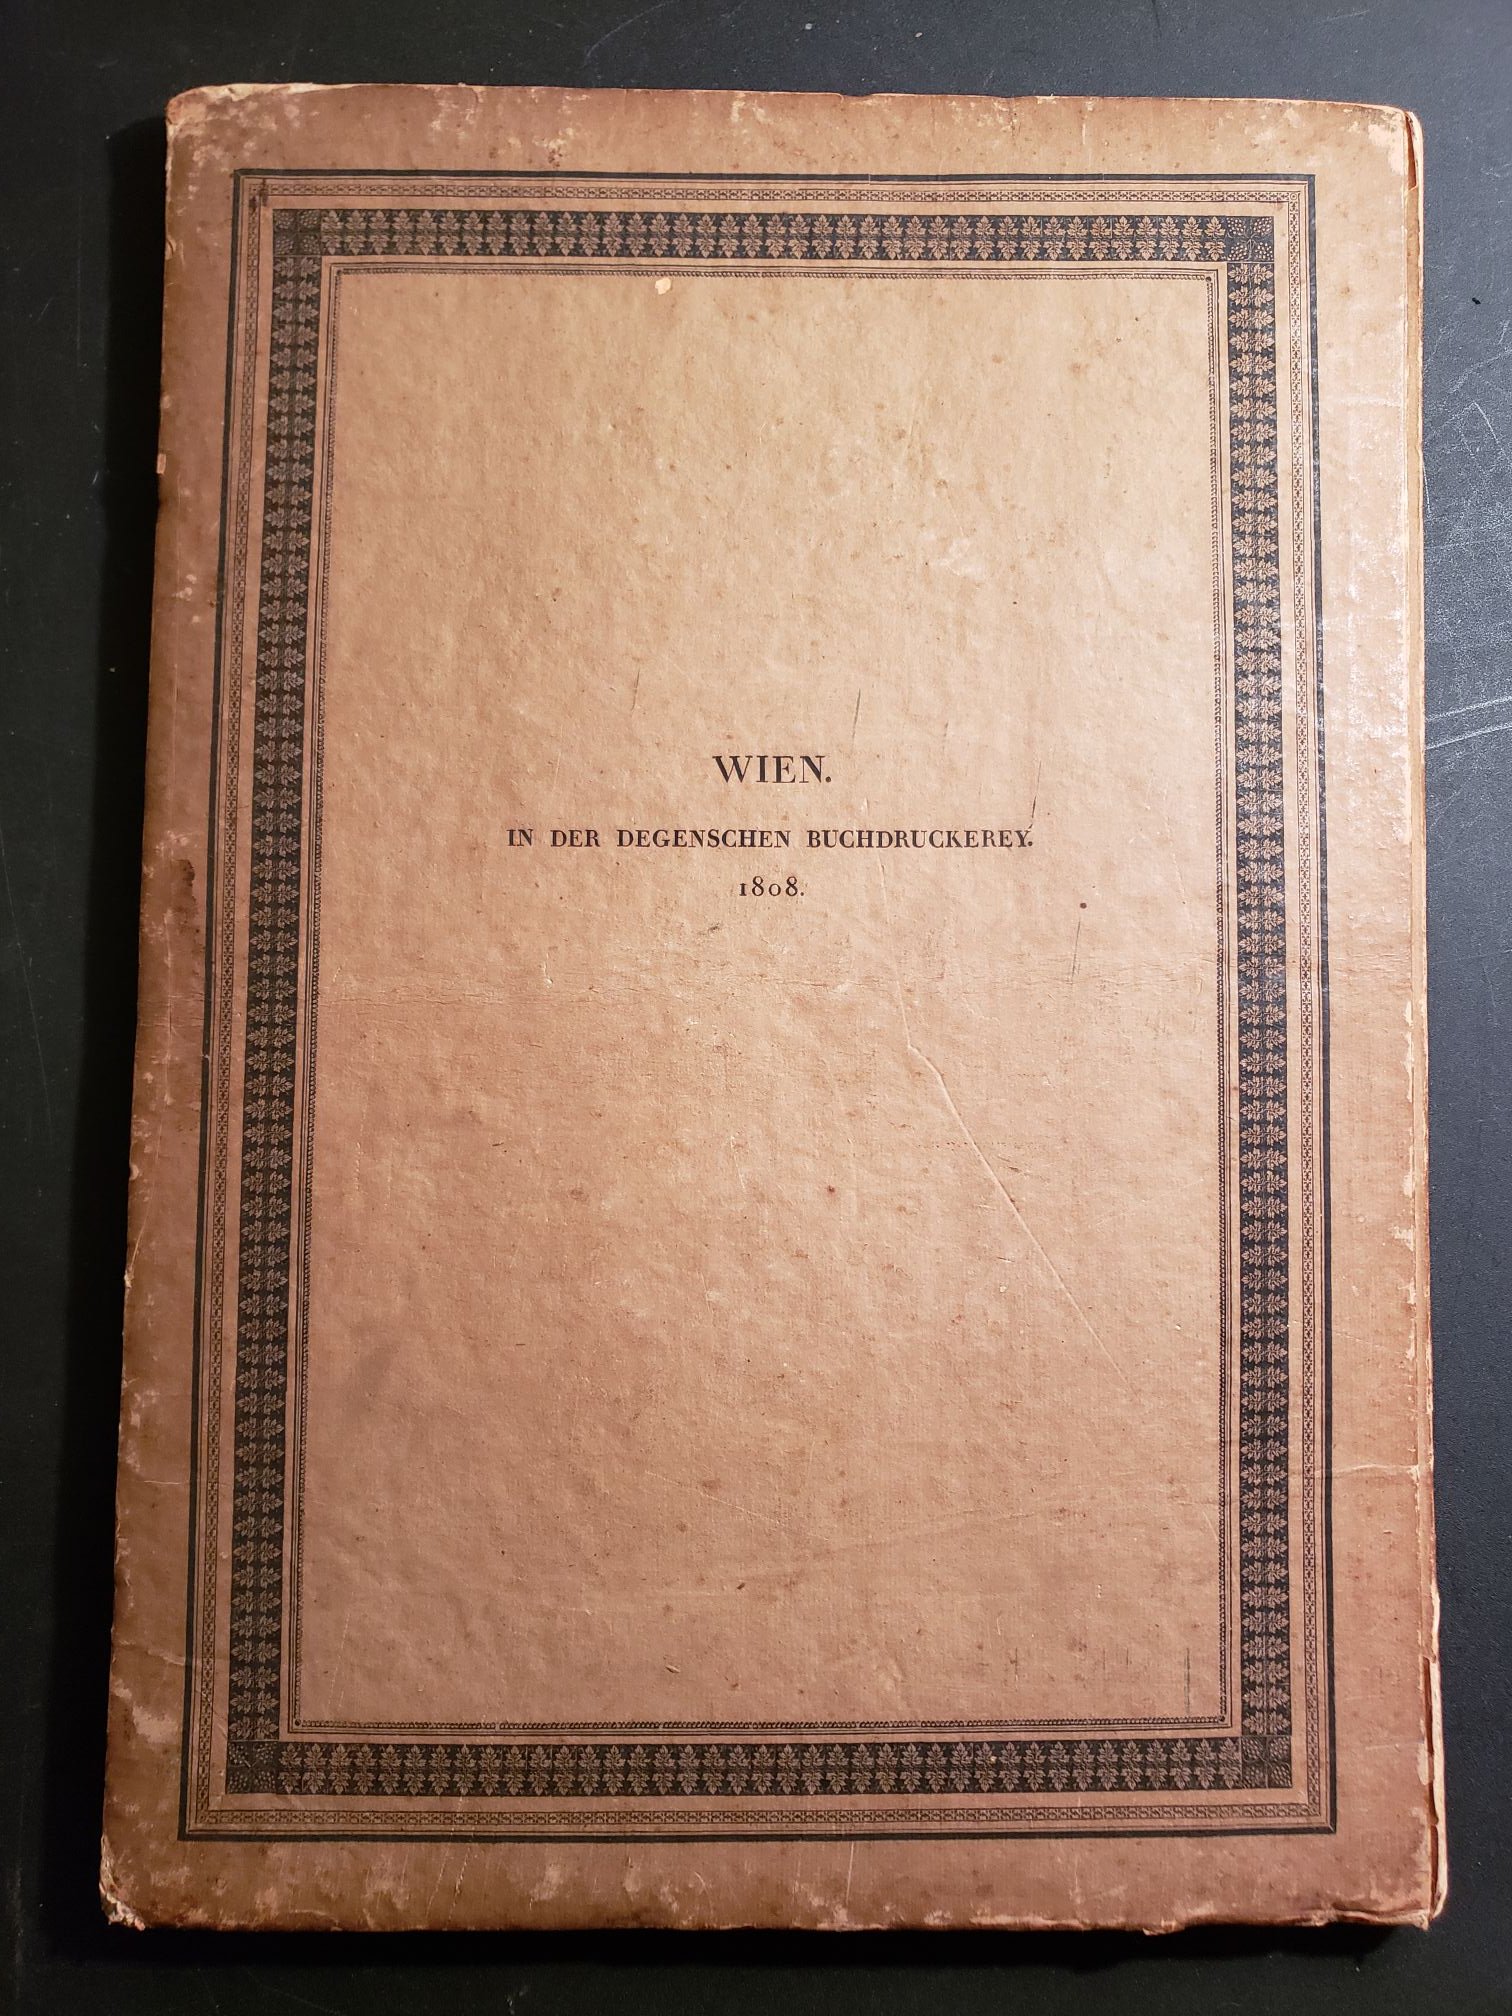 WIEN.
IN DER DEGENSCHEN BUCHDRUCKEREY.
1808.